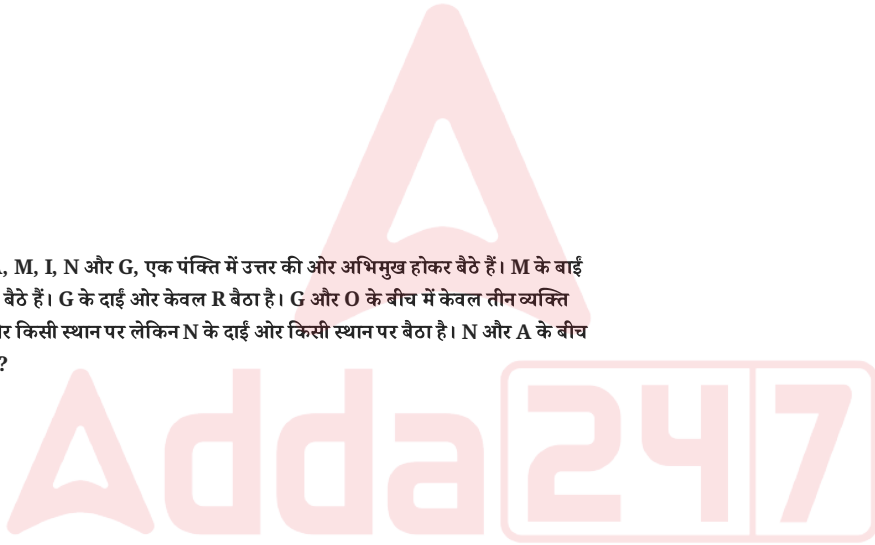 , M, I, N और G, एक पंक्ति में उत्तर की ओर अभिमुख होकर बैठे हैं। M के बाईं
बैठे हैं। G के दाईं ओर केवल R बैठा है। G और O के बीच में केवल तीन व्यक्ति
र किसी स्थान पर लेकिन N के दाईं ओर किसी स्थान पर बैठा है। N और A के बीच
?
Adda247